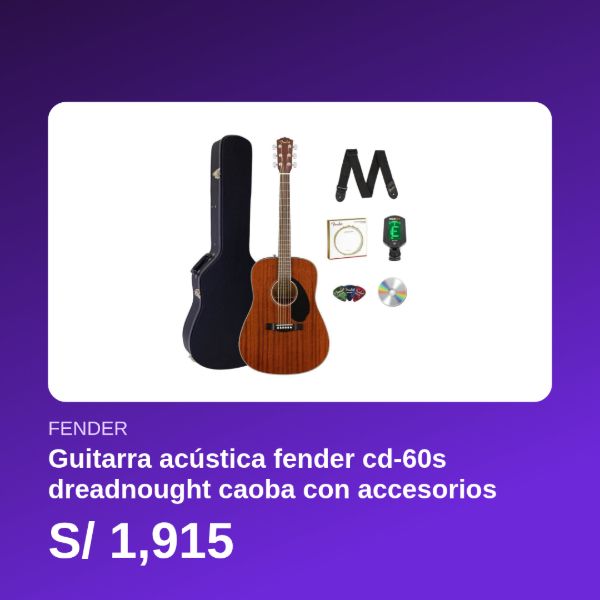 FENDER
Guitarra acústica fender cd-60s
dreadnought caoba con accesorios
S/ 1,915